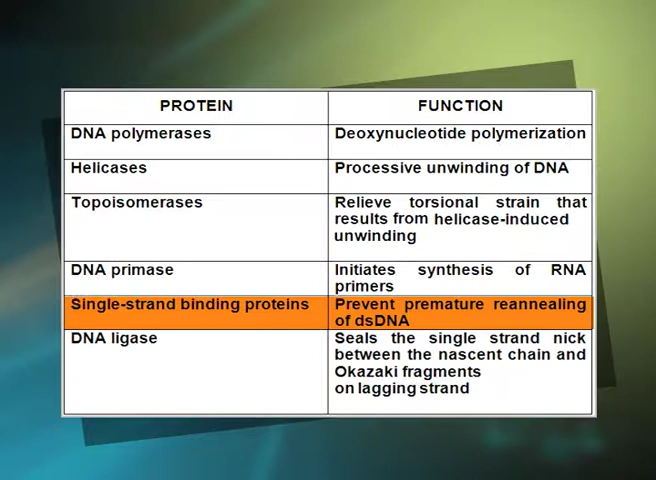 PROTEIN FUNCTION
DNA polymerases Deoxynucleotide polymerization
Helicases Processive unwinding of DNA
Topoisomerases Relieve torsional strain that
results from helicase-induced
unwinding
DNA primase Initiates synthesis of RNA
primers
Single-strand binding proteins Prevent premature reannealing
of dsDNA
DNA ligase Seals the single strand nick
between the nascent chain and
Okazaki fragments
on lagging strand